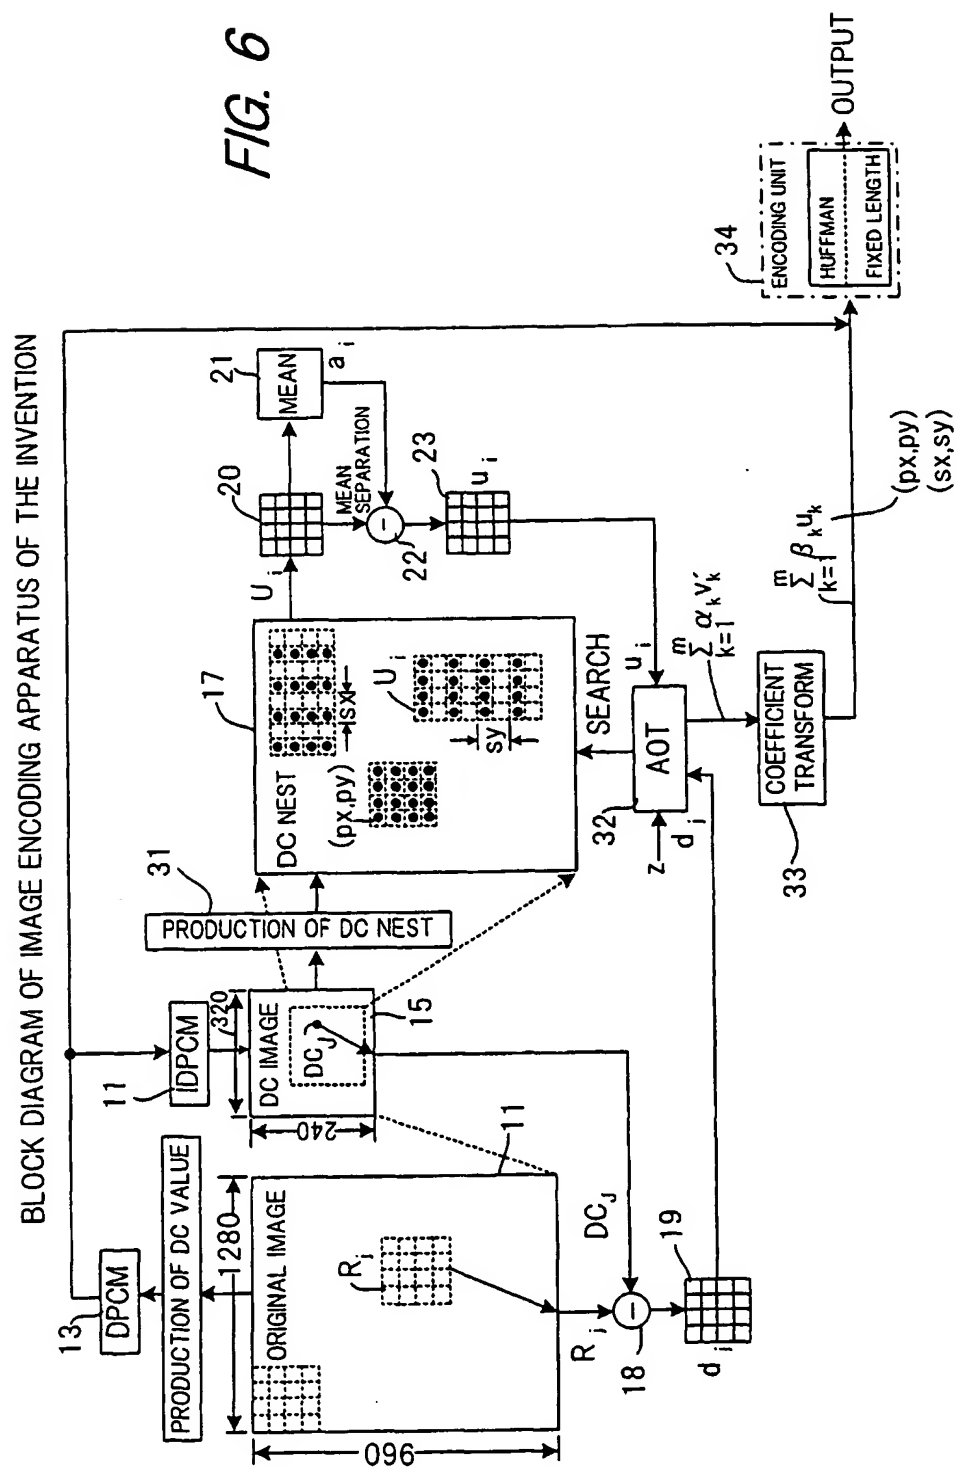 BLOCK DIAGRAM OF IMAGE ENCODING APPARATUS OF THE INVENTION
FIG. 6
13
DPCM
PRODUCTION OF DC VALUE
1280
ORIGINAL IMAGE
960
R j
11
11
IDPCM
320
DC IMAGE
240
DC J
15
31
PRODUCTION OF DC NEST
17
DC NEST
(px,py)
sx
sy
U i
U i
20
21
MEAN
a i
MEAN
SEPARATION
22
23
u i
34
ENCODING UNIT
HUFFMAN
FIXED LENGTH
OUTPUT
SEARCH
u i
32
AOT
z
d j
m
Σ α k v k ′
k=1
33
COEFFICIENT
TRANSFORM
m
Σ β k u k
k=1
(px,py)
(sx,sy)
DC J
R j
18
19
d j